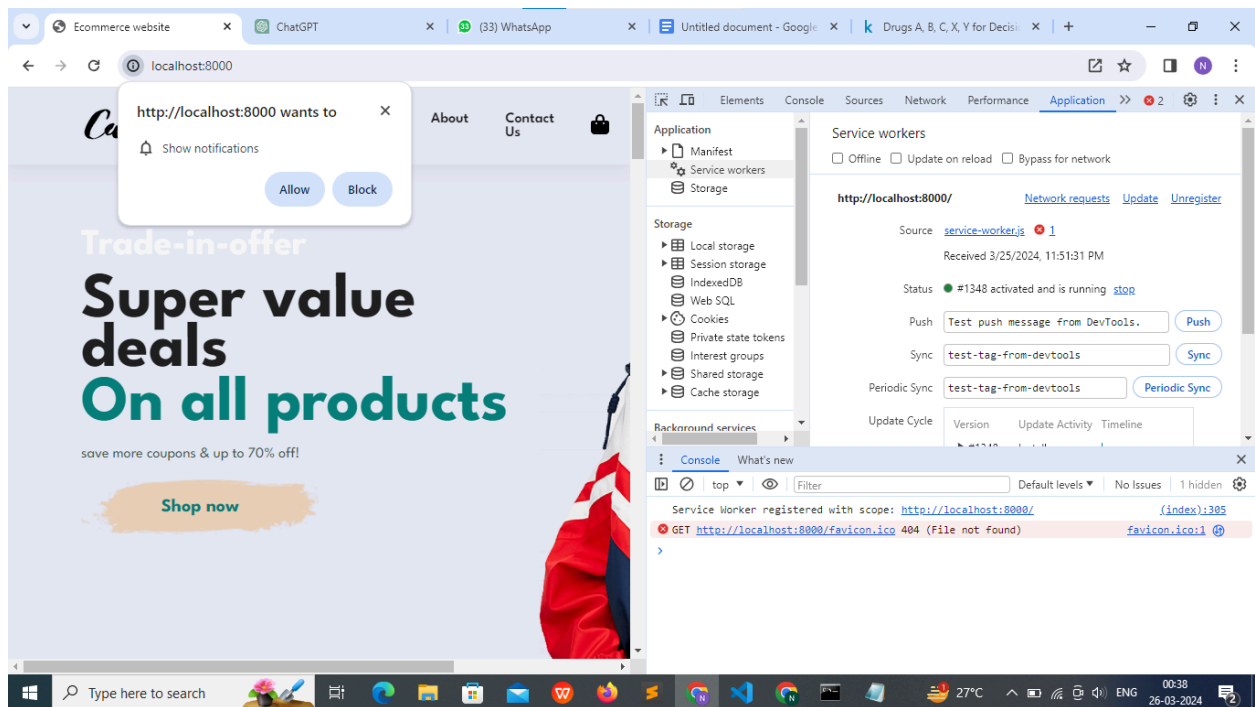 Ecommerce website
ChatGPT
33
(33) WhatsApp
Untitled document - Google
k Drugs A, B, C, X, Y for Decisi
localhost:8000
N
http://localhost:8000 wants to
Show notifications
Allow
Block
Ca
About
Contact
Us
Trade-in-offer
Super value
deals
On all products
save more coupons & up to 70% off!
Shop now
Elements
Console
Sources
Network
Performance
Application
2
Application
Manifest
Service workers
Storage
Storage
Local storage
Session storage
IndexedDB
Web SQL
Cookies
Private state tokens
Interest groups
Shared storage
Cache storage
Background services
Service workers
Offline Update on reload Bypass for network
http://localhost:8000/ Network requests Update Unregister
Source service-worker.js 1
Received 3/25/2024, 11:51:31 PM
Status #1348 activated and is running stop
Push Test push message from DevTools. Push
Sync test-tag-from-devtools Sync
Periodic Sync test-tag-from-devtools Periodic Sync
Update Cycle Version Update Activity Timeline
Console What's new
top Filter Default levels No Issues 1 hidden
Service Worker registered with scope: http://localhost:8000/ (index):305
GET http://localhost:8000/favicon.ico 404 (File not found) favicon.ico:1
Type here to search
27°C
ENG
00:38
26-03-2024
2